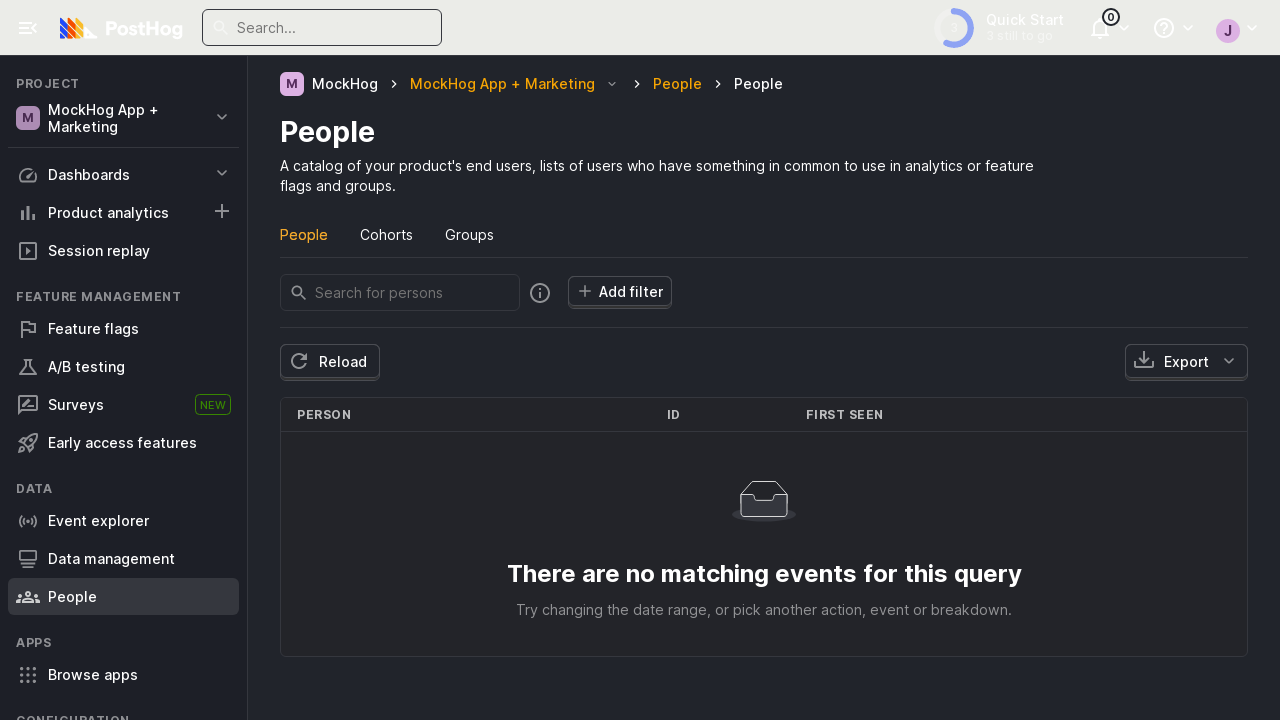 PostHog
Search...
3
Quick Start
3 still to go
0
J
PROJECT
M
MockHog App +
Marketing
Dashboards
Product analytics
Session replay
FEATURE MANAGEMENT
Feature flags
A/B testing
Surveys
NEW
Early access features
DATA
Event explorer
Data management
People
APPS
Browse apps
CONFIGURATION
M MockHog MockHog App + Marketing People People
People
A catalog of your product's end users, lists of users who have something in common to use in analytics or feature
flags and groups.
People Cohorts Groups
Search for persons
Add filter
Reload
Export
PERSON ID FIRST SEEN
There are no matching events for this query
Try changing the date range, or pick another action, event or breakdown.